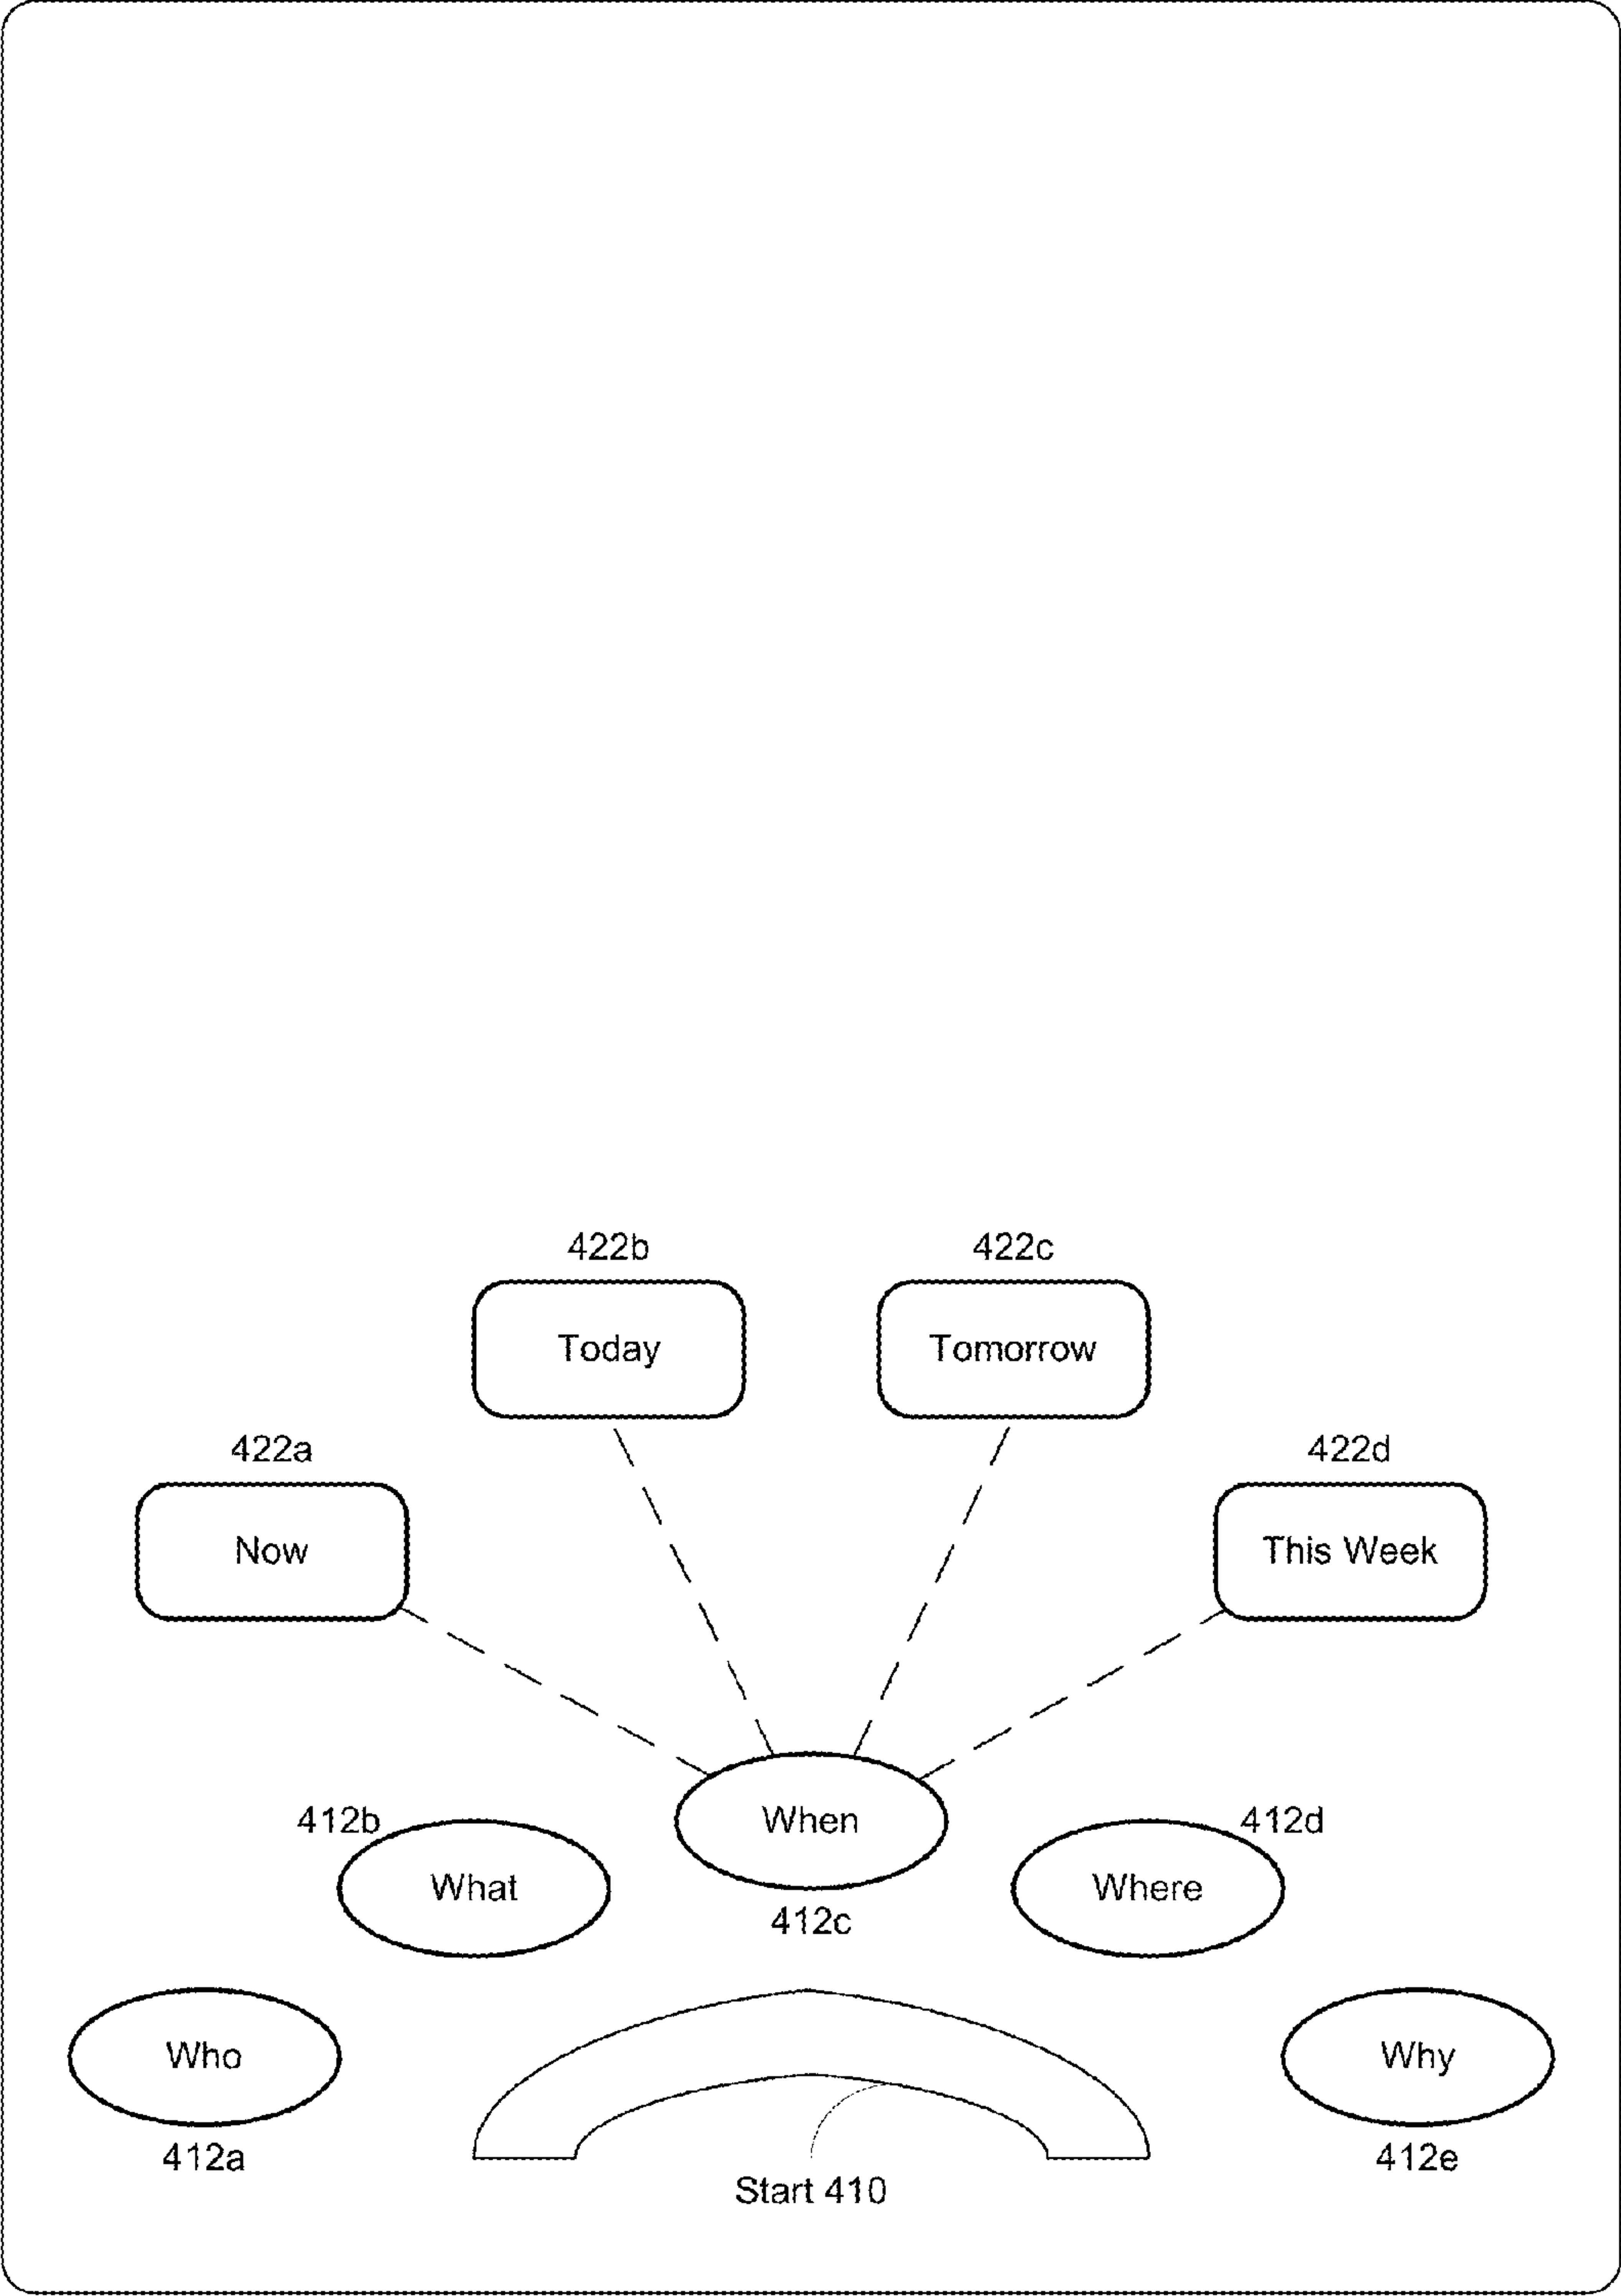 422b
422c
Today
Tomorrow
422a
422d
Now
This Week
When
412b
412d
What
Where
412c
Who
Why
412a
412e
Start 410